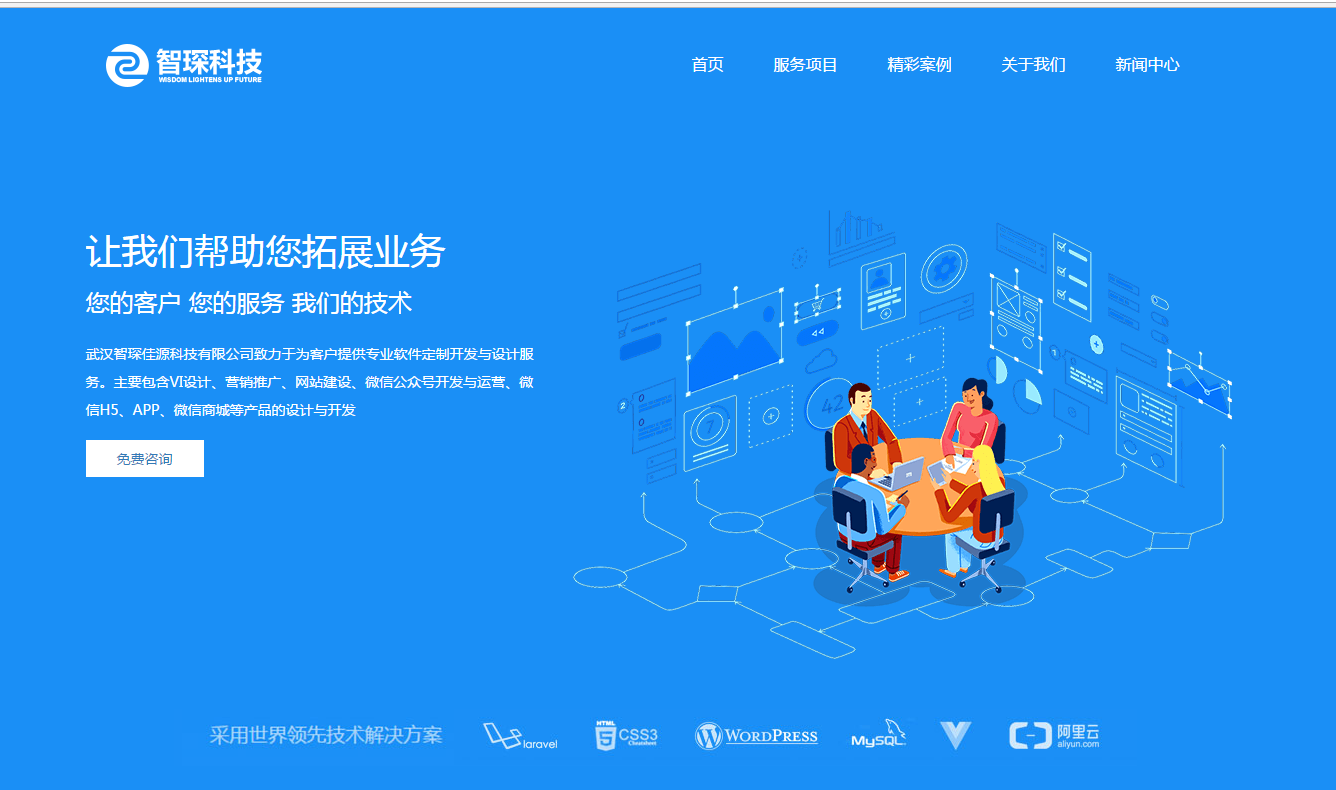 智琛科技
WISDOM LIGHTENS UP FUTURE
首页 服务项目 精彩案例 关于我们 新闻中心
让我们帮助您拓展业务
您的客户 您的服务 我们的技术
武汉智琛佳源科技有限公司致力于为客户提供专业软件定制开发与设计服
务。主要包含VI设计、营销推广、网站建设、微信公众号开发与运营、微
信H5、APP、微信商城等产品的设计与开发
免费咨询
2
7
42
1
采用世界领先技术解决方案
laravel
HTML
5 CSS3
Cheatsheet
WORDPRESS
MySQL
阿里云
aliyun.com